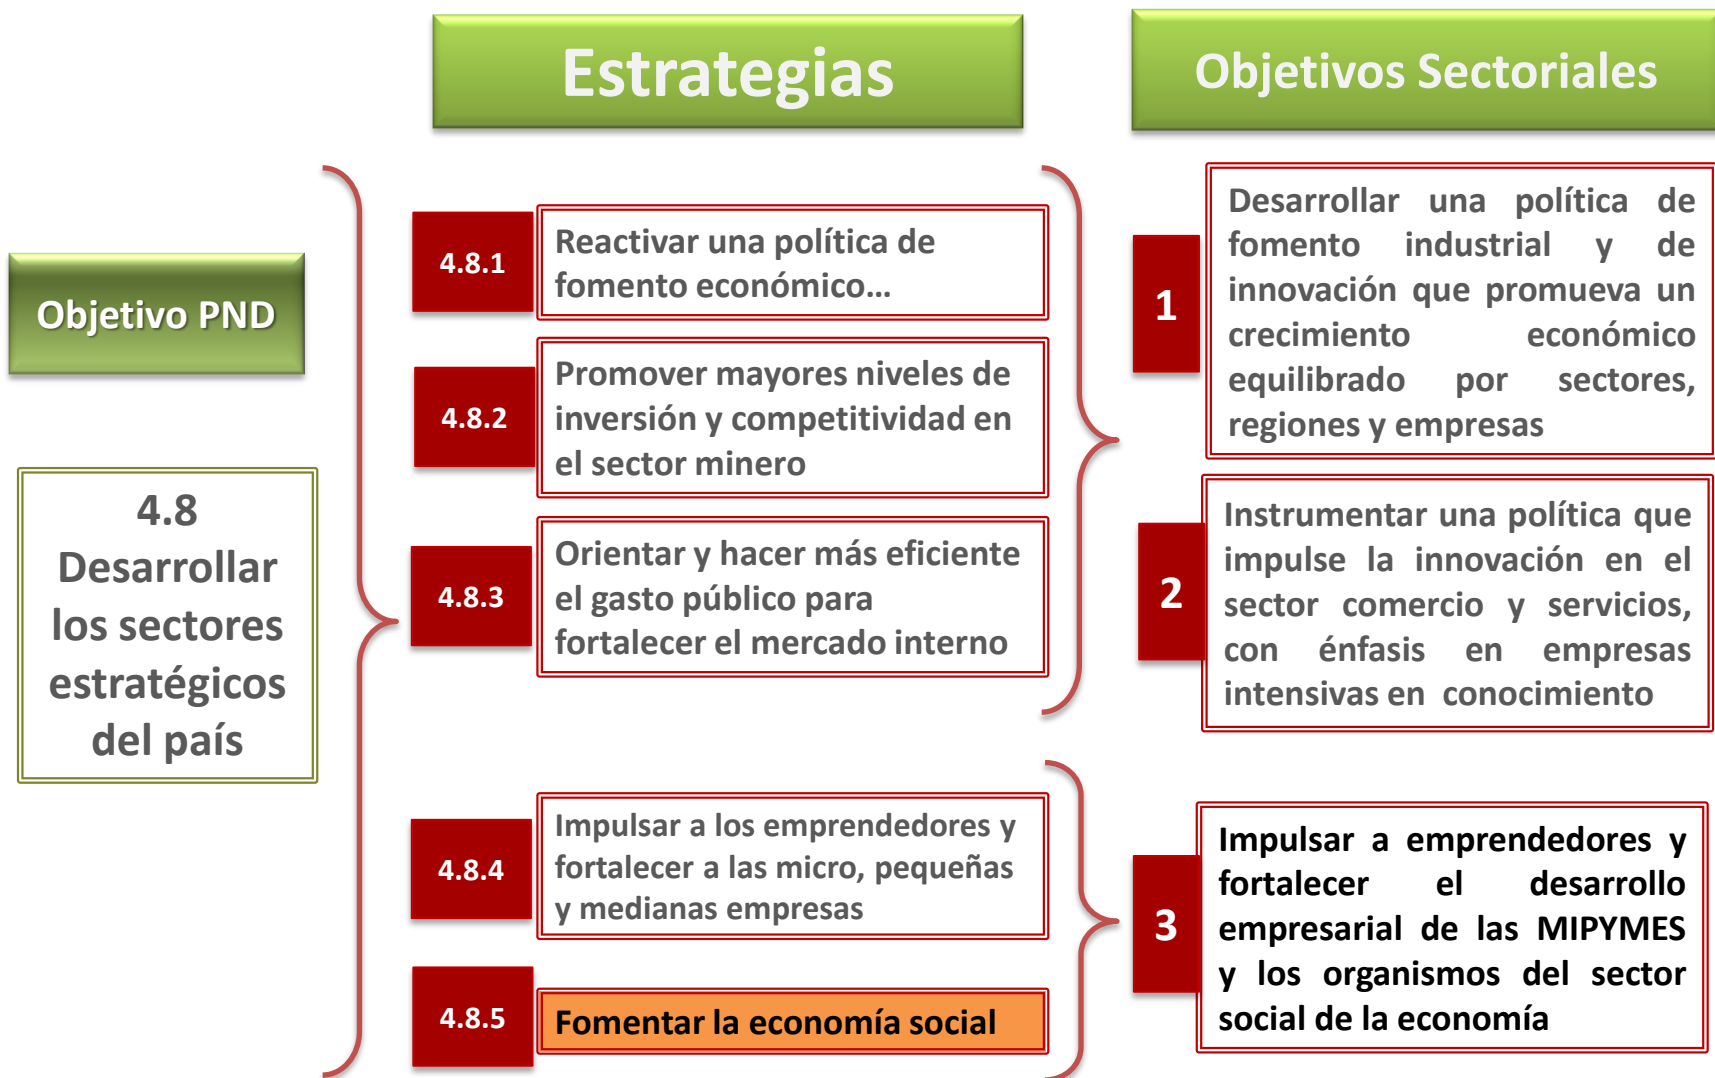 Estrategias
Objetivos Sectoriales
Objetivo PND
4.8
Desarrollar
los sectores
estratégicos
del país
4.8.1
Reactivar una política de
fomento económico...
4.8.2
Promover mayores niveles de
inversión y competitividad en
el sector minero
4.8.3
Orientar y hacer más eficiente
el gasto público para
fortalecer el mercado interno
4.8.4
Impulsar a los emprendedores y
fortalecer a las micro, pequeñas
y medianas empresas
4.8.5
Fomentar la economía social
1
Desarrollar una política de
fomento industrial y de
innovación que promueva un
crecimiento económico
equilibrado por sectores,
regiones y empresas
2
Instrumentar una política que
impulse la innovación en el
sector comercio y servicios,
con énfasis en empresas
intensivas en conocimiento
3
Impulsar a emprendedores y
fortalecer el desarrollo
empresarial de las MIPYMES
y los organismos del sector
social de la economía